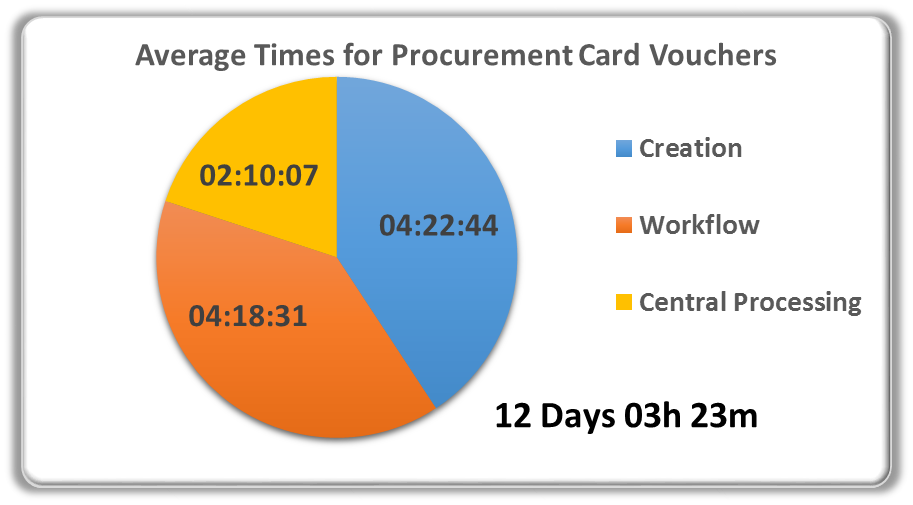 Average Times for Procurement Card Vouchers
02:10:07
04:22:44
04:18:31
Creation
Workflow
Central Processing
12 Days 03h 23m